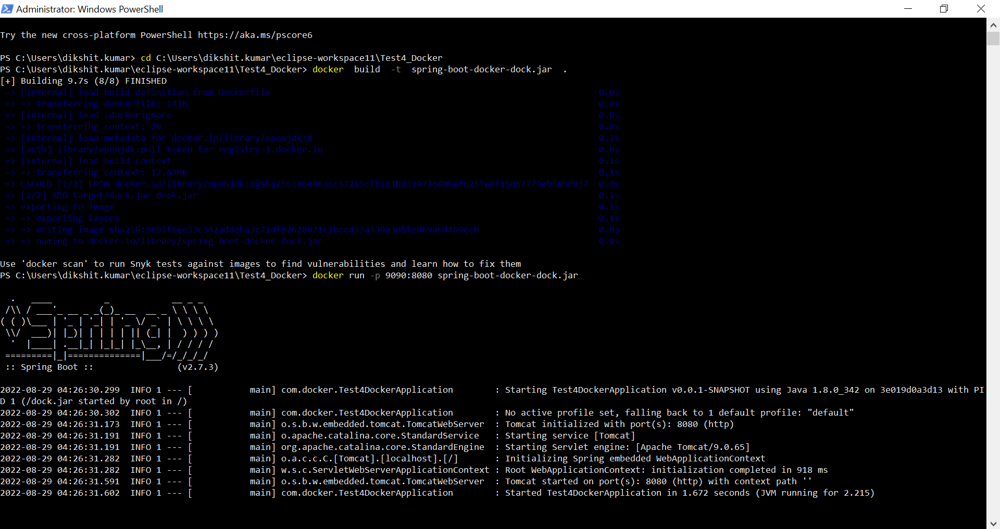 Administrator: Windows PowerShell
Try the new cross-platform PowerShell https://aka.ms/pscore6
PS C:\Users\dikshit.kumar> cd C:\Users\dikshit.kumar\eclipse-workspace11\Test4_Docker
PS C:\Users\dikshit.kumar\eclipse-workspace11\Test4_Docker> docker  build  -t  spring-boot-docker-dock.jar  .
[+] Building 9.7s (8/8) FINISHED
=> [internal] load build definition from Dockerfile 0.0s
=> => transferring dockerfile: 143B 0.0s
=> [internal] load .dockerignore 0.0s
=> => transferring context: 2B 0.0s
=> [internal] load metadata for docker.io/library/openjdk:8 9.3s
=> [auth] library/openjdk:pull token for registry-1.docker.io 0.0s
=> [internal] load build context 0.1s
=> => transferring context: 17.63MB 0.1s
=> CACHED [1/2] FROM docker.io/library/openjdk:8@sha256:86e863cc57215cfb181bd319736d0baf625fe8f150577f9eb58bd937 0.0s
=> [2/2] ADD target/dock.jar dock.jar 0.1s
=> exporting to image 0.1s
=> => exporting layers 0.1s
=> => writing image sha256:9eb7f6ee33c342addeba3c71dfe2628871c1bccd53a339a30bfed69a6d469ec0 0.0s
=> => naming to docker.io/library/spring-boot-docker-dock.jar 0.0s
Use 'docker scan' to run Snyk tests against images to find vulnerabilities and learn how to fix them
PS C:\Users\dikshit.kumar\eclipse-workspace11\Test4_Docker> docker run -p 9090:8080 spring-boot-docker-dock.jar
Spring
:: Spring Boot ::                (v2.7.3)
2022-08-29 04:26:30.299  INFO 1 --- [           main] com.docker.Test4DockerApplication        : Starting Test4DockerApplication v0.0.1-SNAPSHOT using Java 1.8.0_342 on 3e019d0a3d13 with PI
D 1 (/dock.jar started by root in /)
2022-08-29 04:26:30.302  INFO 1 --- [           main] com.docker.Test4DockerApplication        : No active profile set, falling back to 1 default profile: "default"
2022-08-29 04:26:31.173  INFO 1 --- [           main] o.s.b.w.embedded.tomcat.TomcatWebServer  : Tomcat initialized with port(s): 8080 (http)
2022-08-29 04:26:31.191  INFO 1 --- [           main] o.apache.catalina.core.StandardService   : Starting service [Tomcat]
2022-08-29 04:26:31.191  INFO 1 --- [           main] org.apache.catalina.core.StandardEngine  : Starting Servlet engine: [Apache Tomcat/9.0.65]
2022-08-29 04:26:31.282  INFO 1 --- [           main] o.a.c.c.C.[Tomcat].[localhost].[/]       : Initializing Spring embedded WebApplicationContext
2022-08-29 04:26:31.282  INFO 1 --- [           main] w.s.c.ServletWebServerApplicationContext : Root WebApplicationContext: initialization completed in 918 ms
2022-08-29 04:26:31.591  INFO 1 --- [           main] o.s.b.w.embedded.tomcat.TomcatWebServer  : Tomcat started on port(s): 8080 (http) with context path ''
2022-08-29 04:26:31.602  INFO 1 --- [           main] com.docker.Test4DockerApplication        : Started Test4DockerApplication in 1.672 seconds (JVM running for 2.215)